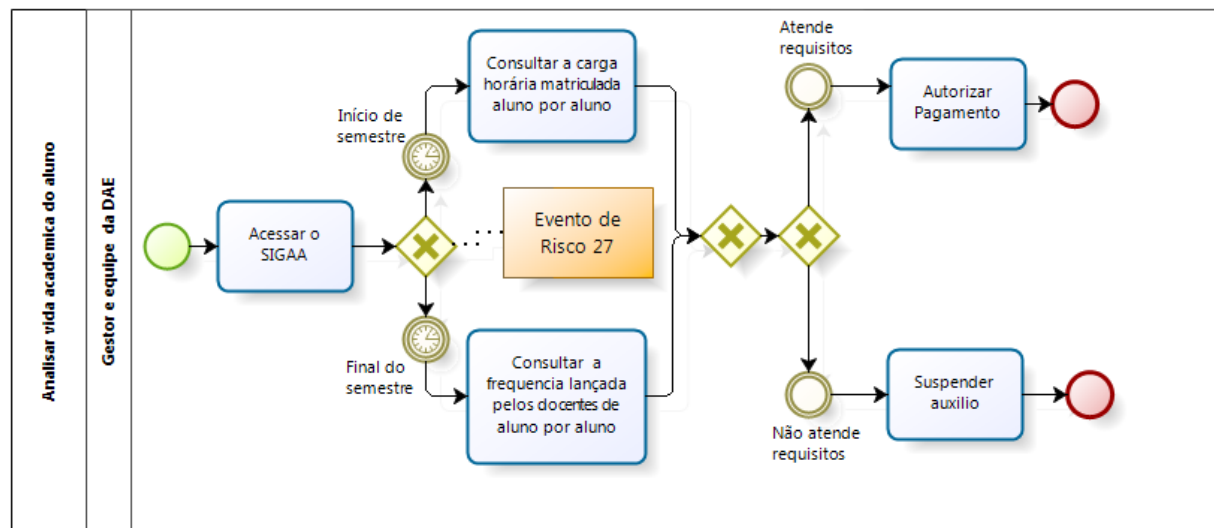 Analisar vida academica do aluno
Gestor e equipe da DAE
Acessar o
SIGAA
Início de
semestre
Consultar a carga
horária matriculada
aluno por aluno
Evento de
Risco 27
Final do
semestre
Consultar a
frequencia lançada
pelos docentes de
aluno por aluno
Atende
requisitos
Autorizar
Pagamento
Não atende
requisitos
Suspender
auxilio